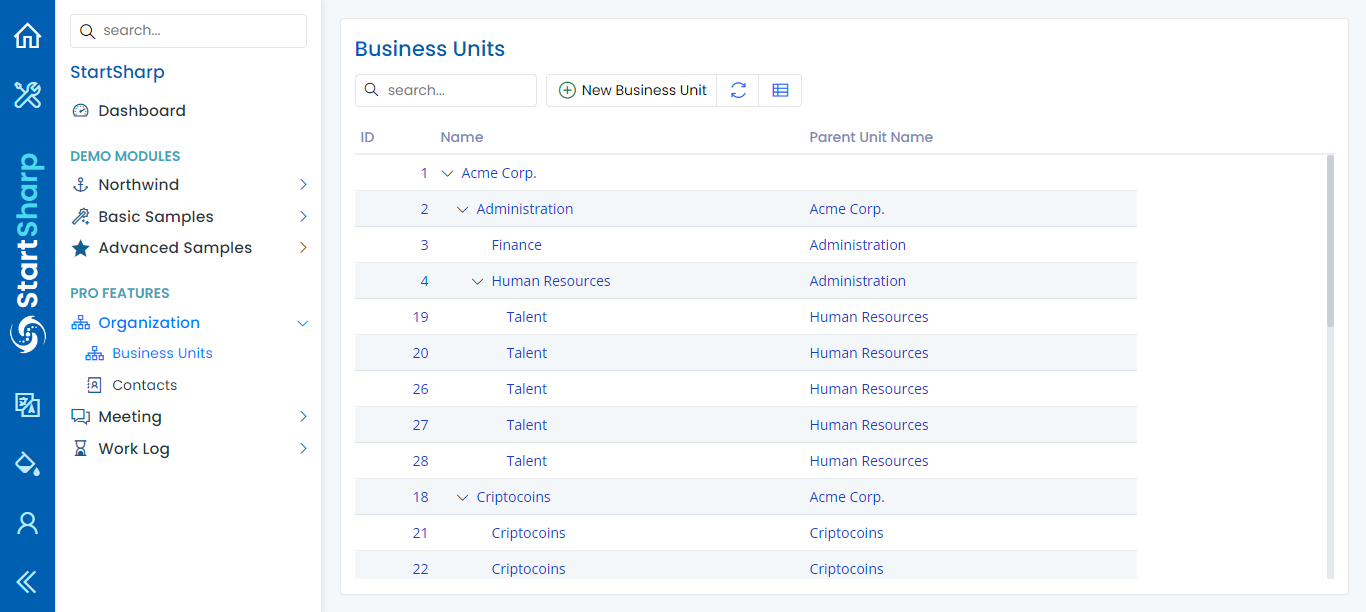 StartSharp
search...
StartSharp
Dashboard
DEMO MODULES
Northwind
Basic Samples
Advanced Samples
PRO FEATURES
Organization
Business Units
Contacts
Meeting
Work Log
Business Units
search...
New Business Unit
ID Name Parent Unit Name
1 Acme Corp.
2 Administration Acme Corp.
3 Finance Administration
4 Human Resources Administration
19 Talent Human Resources
20 Talent Human Resources
26 Talent Human Resources
27 Talent Human Resources
28 Talent Human Resources
18 Criptocoins Acme Corp.
21 Criptocoins Criptocoins
22 Criptocoins Criptocoins